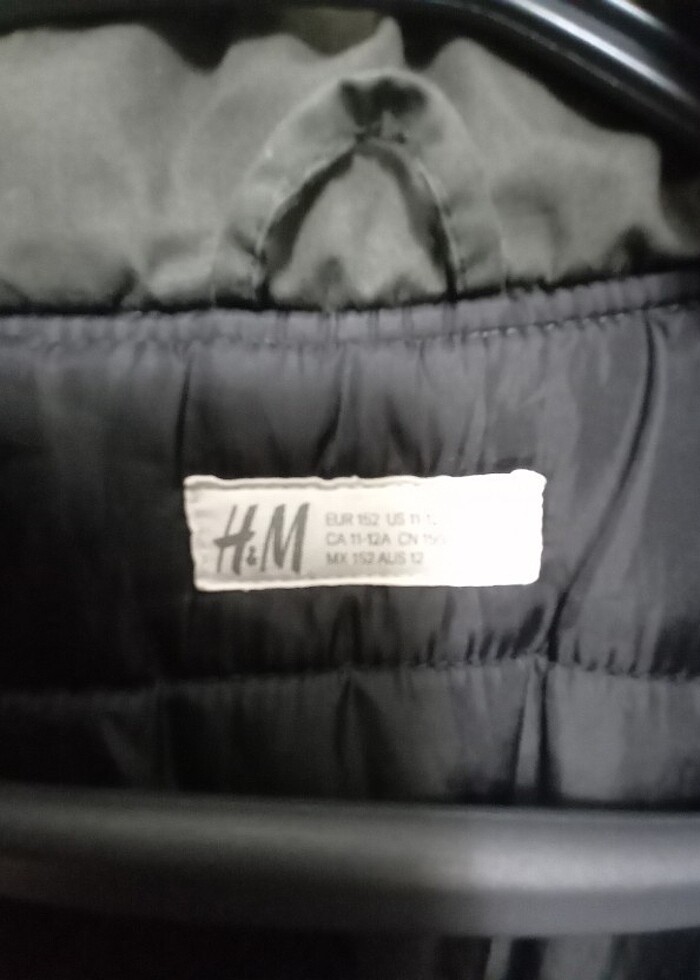 H&M
EUR 152 US
CA 11-12A CN
MX 152 AUS 12